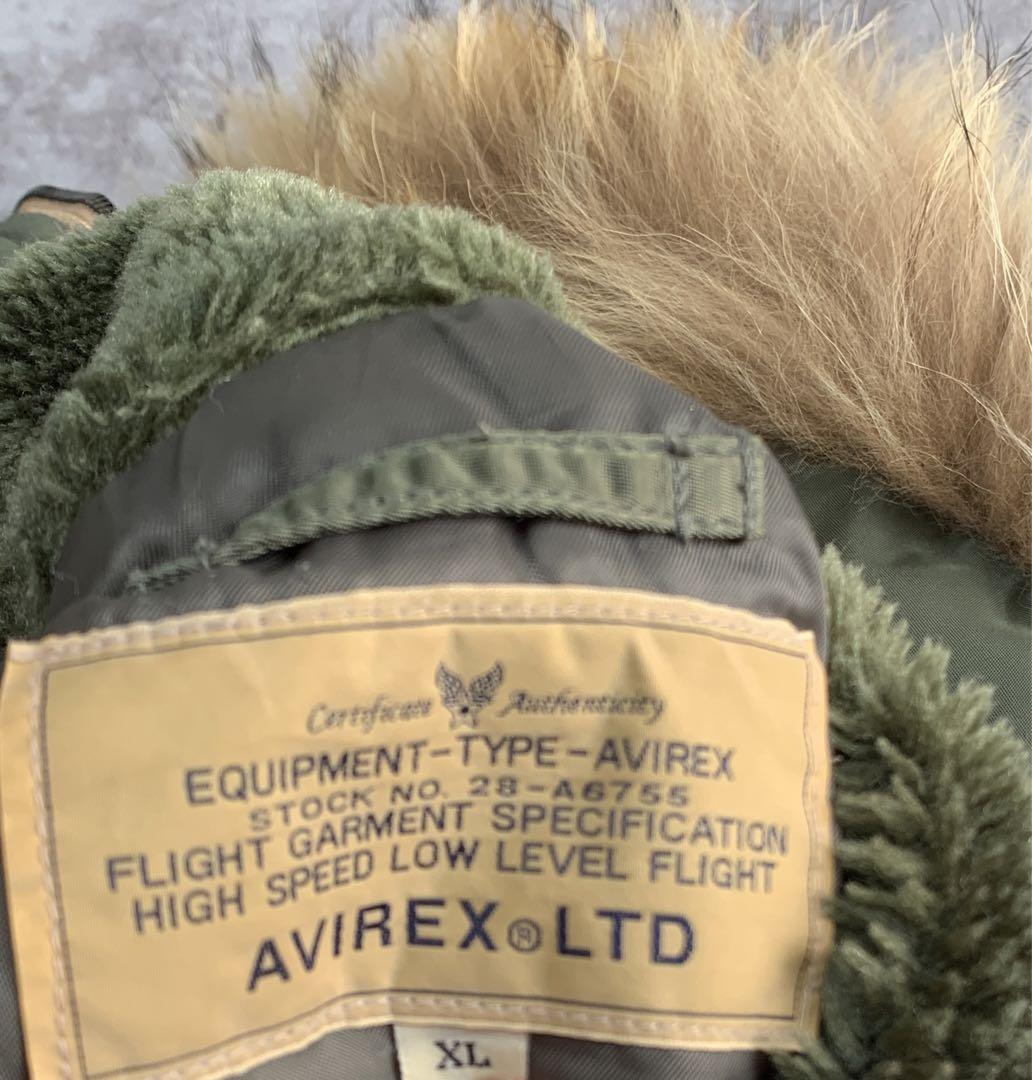 Certificate Authenticity
EQUIPMENT-TYPE-AVIREX
STOCK NO. 28-A6755
FLIGHT GARMENT SPECIFICATION
HIGH SPEED LOW LEVEL FLIGHT
AVIREX®LTD
XL